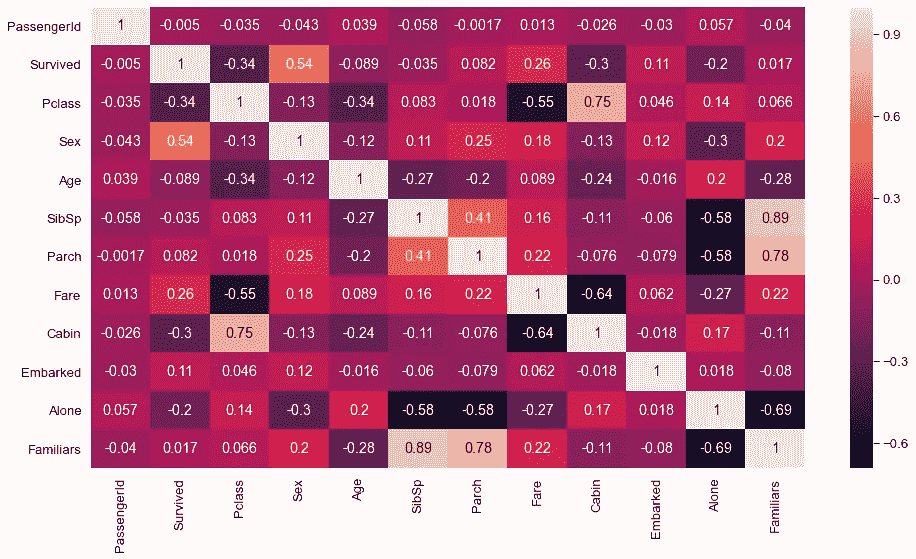 PassengerId 1 -0.005 -0.035 -0.043 0.039 -0.058 -0.0017 0.013 -0.026 -0.03 0.057 -0.04
Survived -0.005 1 -0.34 0.54 -0.089 -0.035 0.082 0.26 -0.3 0.11 -0.2 0.017
Pclass -0.035 -0.34 1 -0.13 -0.34 0.083 0.018 -0.55 0.75 0.046 0.14 0.066
Sex -0.043 0.54 -0.13 1 -0.12 0.11 0.25 0.18 -0.13 0.12 -0.3 0.2
Age 0.039 -0.089 -0.34 -0.12 1 -0.27 -0.2 0.089 -0.24 -0.016 0.2 -0.28
SibSp -0.058 -0.035 0.083 0.11 -0.27 1 0.41 0.16 -0.11 -0.06 -0.58 0.89
Parch -0.0017 0.082 0.018 0.25 -0.2 0.41 1 0.22 -0.076 -0.079 -0.58 0.78
Fare 0.013 0.26 -0.55 0.18 0.089 0.16 0.22 1 -0.64 0.062 -0.27 0.22
Cabin -0.026 -0.3 0.75 -0.13 -0.24 -0.11 -0.076 -0.64 1 -0.018 0.17 -0.11
Embarked -0.03 0.11 0.046 0.12 -0.016 -0.06 -0.079 0.062 -0.018 1 0.018 -0.08
Alone 0.057 -0.2 0.14 -0.3 0.2 -0.58 -0.58 -0.27 0.17 0.018 1 -0.69
Familiars -0.04 0.017 0.066 0.2 -0.28 0.89 0.78 0.22 -0.11 -0.08 -0.69 1
PassengerId Survived Pclass Sex Age SibSp Parch Fare Cabin Embarked Alone Familiars
0.9
0.6
0.3
0.0
−0.3
−0.6